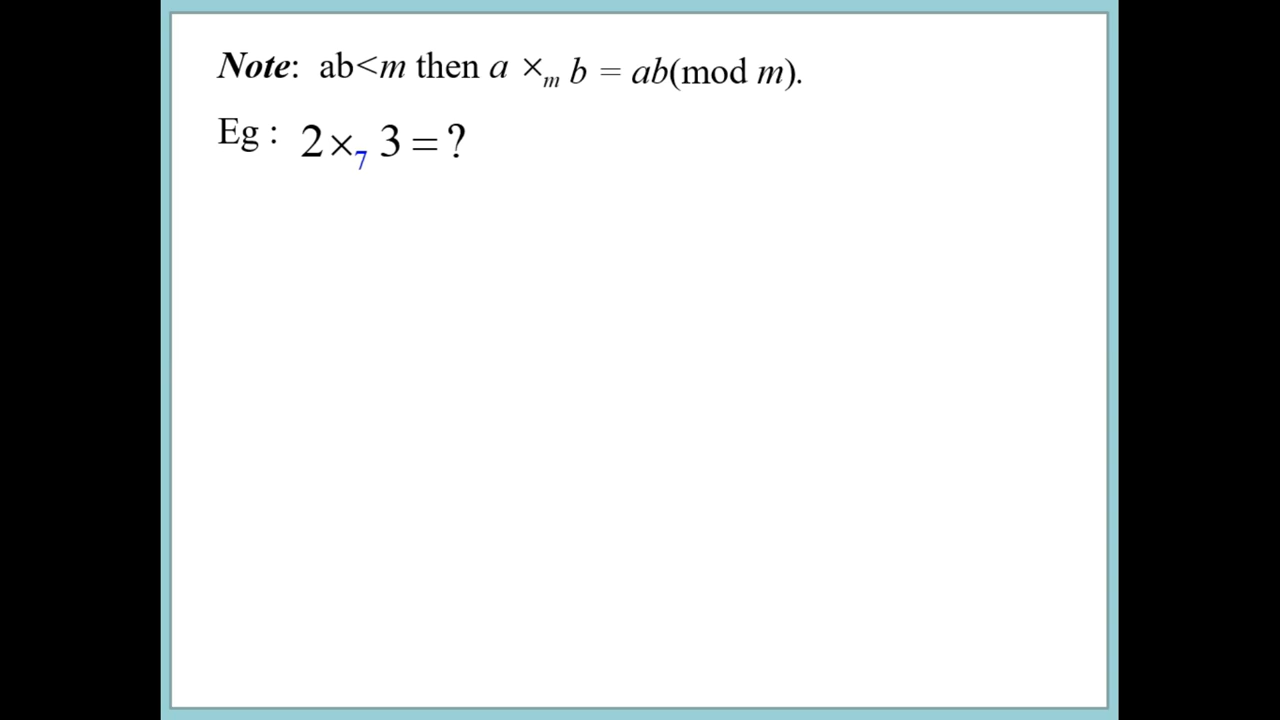 Note: ab<m then a ×ₘ b = ab(mod m).
Eg : 2×₇ 3 = ?